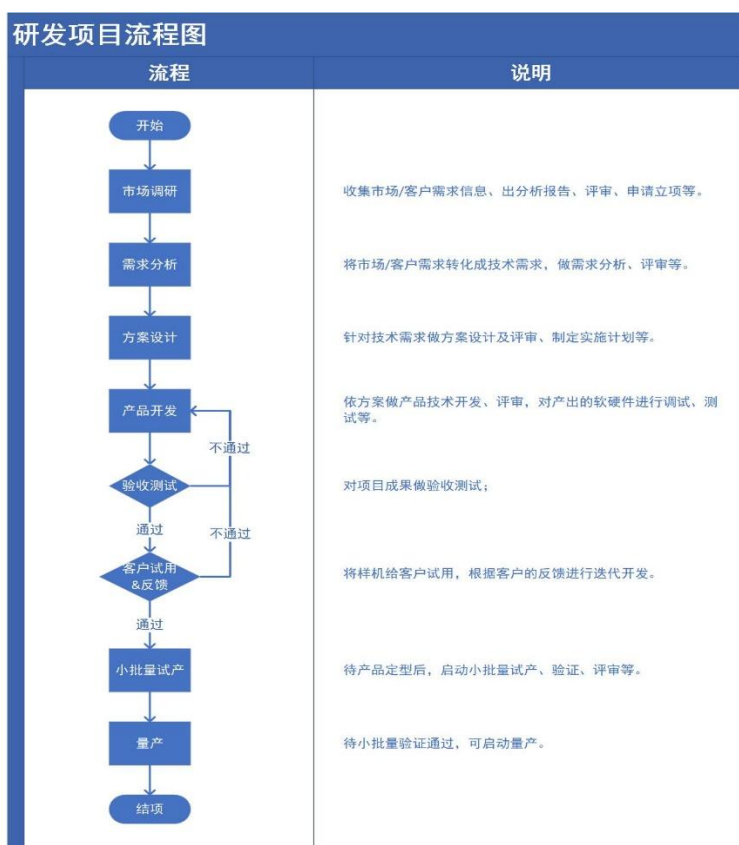 研发项目流程图
流程
说明
开始
市场调研
收集市场/客户需求信息、出分析报告、评审、申请立项等。
需求分析
将市场/客户需求转化成技术需求，做需求分析、评审等。
方案设计
针对技术需求做方案设计及评审、制定实施计划等。
产品开发
依方案做产品技术开发、评审，对产出的软硬件进行调试、测
试等。
不通过
验收测试
对项目成果做验收测试；
通过
不通过
客户试用
&反馈
将样机给客户试用，根据客户的反馈进行迭代开发。
通过
小批量试产
待产品定型后，启动小批量试产、验证、评审等。
量产
待小批量验证通过，可启动量产。
结项